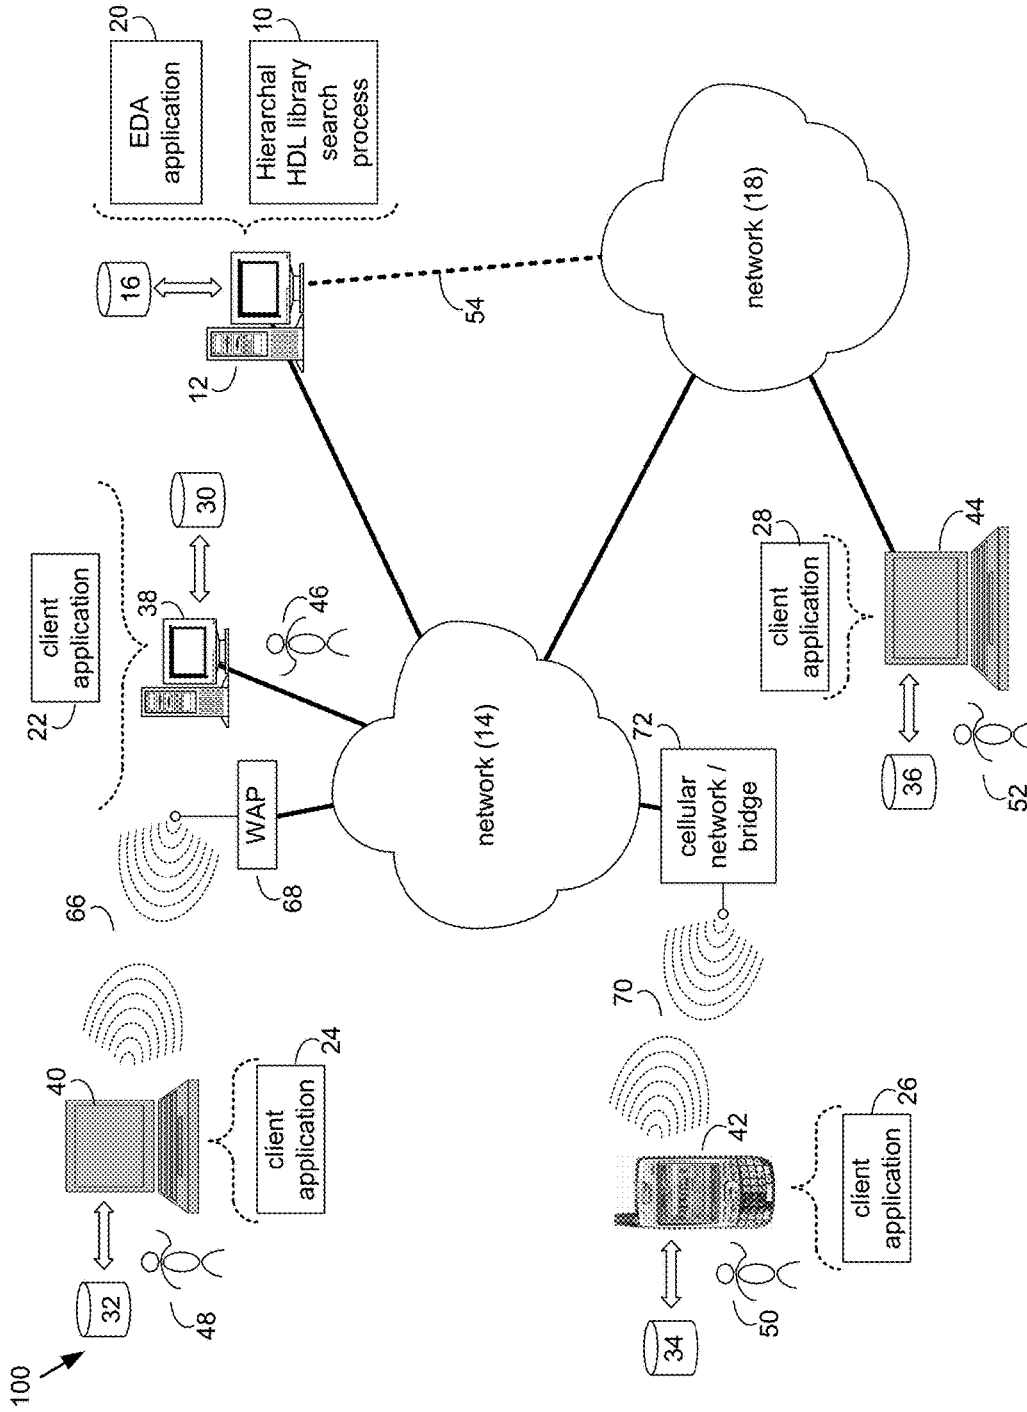 100
32
48
40
24
client
application
66
68
WAP
22
client
application
38
30
46
12
16
20
EDA
application
10
Hierarchal
HDL library
search
process
54
network (14)
network (18)
34
50
42
26
client
application
70
72
cellular
network /
bridge
36
52
28
client
application
44